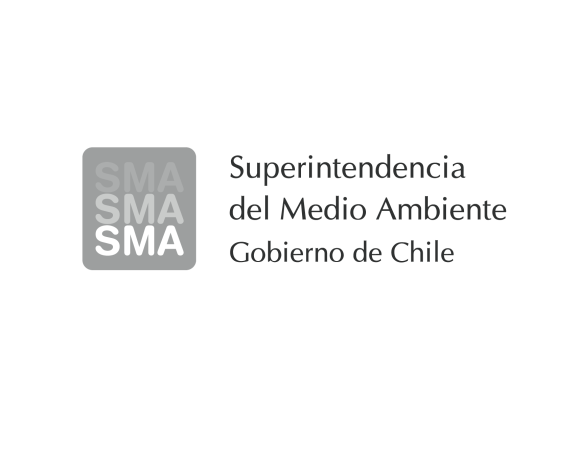 SMA
SMA
SMA
Superintendencia
del Medio Ambiente
Gobierno de Chile